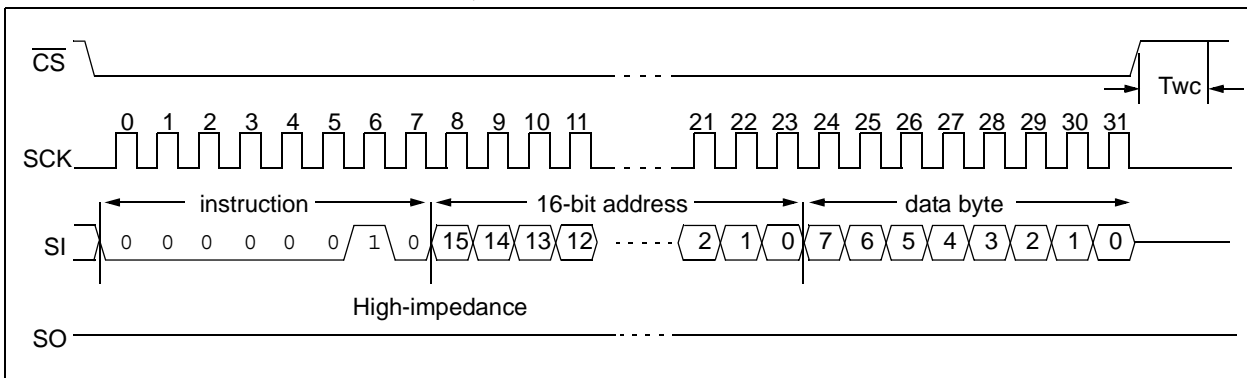 CS
Twc
0 1 2 3 4 5 6 7 8 9 10 11 21 22 23 24 25 26 27 28 29 30 31
SCK
instruction 16-bit address data byte
SI 0 0 0 0 0 0 1 0 15 14 13 12 2 1 0 7 6 5 4 3 2 1 0
High-impedance
SO